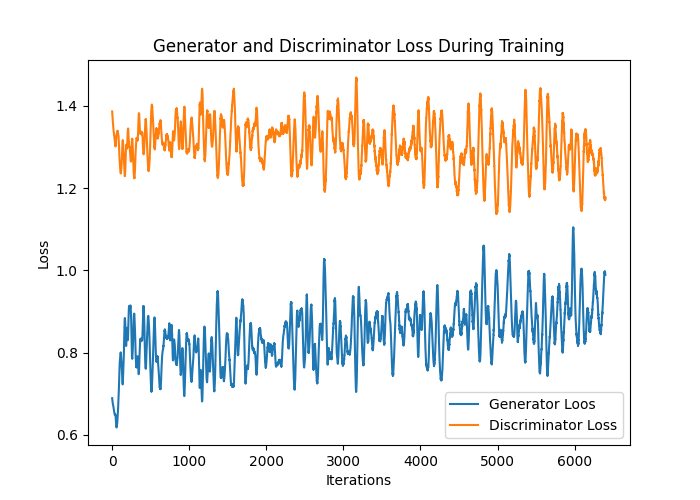 Generator and Discriminator Loss During Training
Loss
1.4
1.2
1.0
0.8
0.6
0 1000 2000 3000 4000 5000 6000
Iterations
Generator Loos
Discriminator Loss